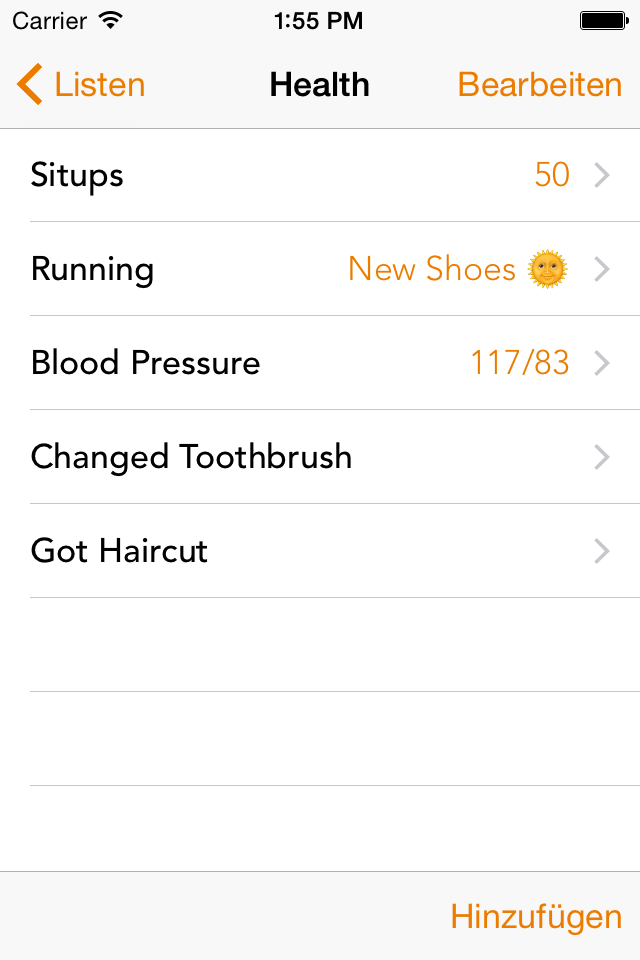 Carrier 1:55 PM
Listen Health Bearbeiten
Situps 50
Running New Shoes 🌞
Blood Pressure 117/83
Changed Toothbrush
Got Haircut
Hinzufügen